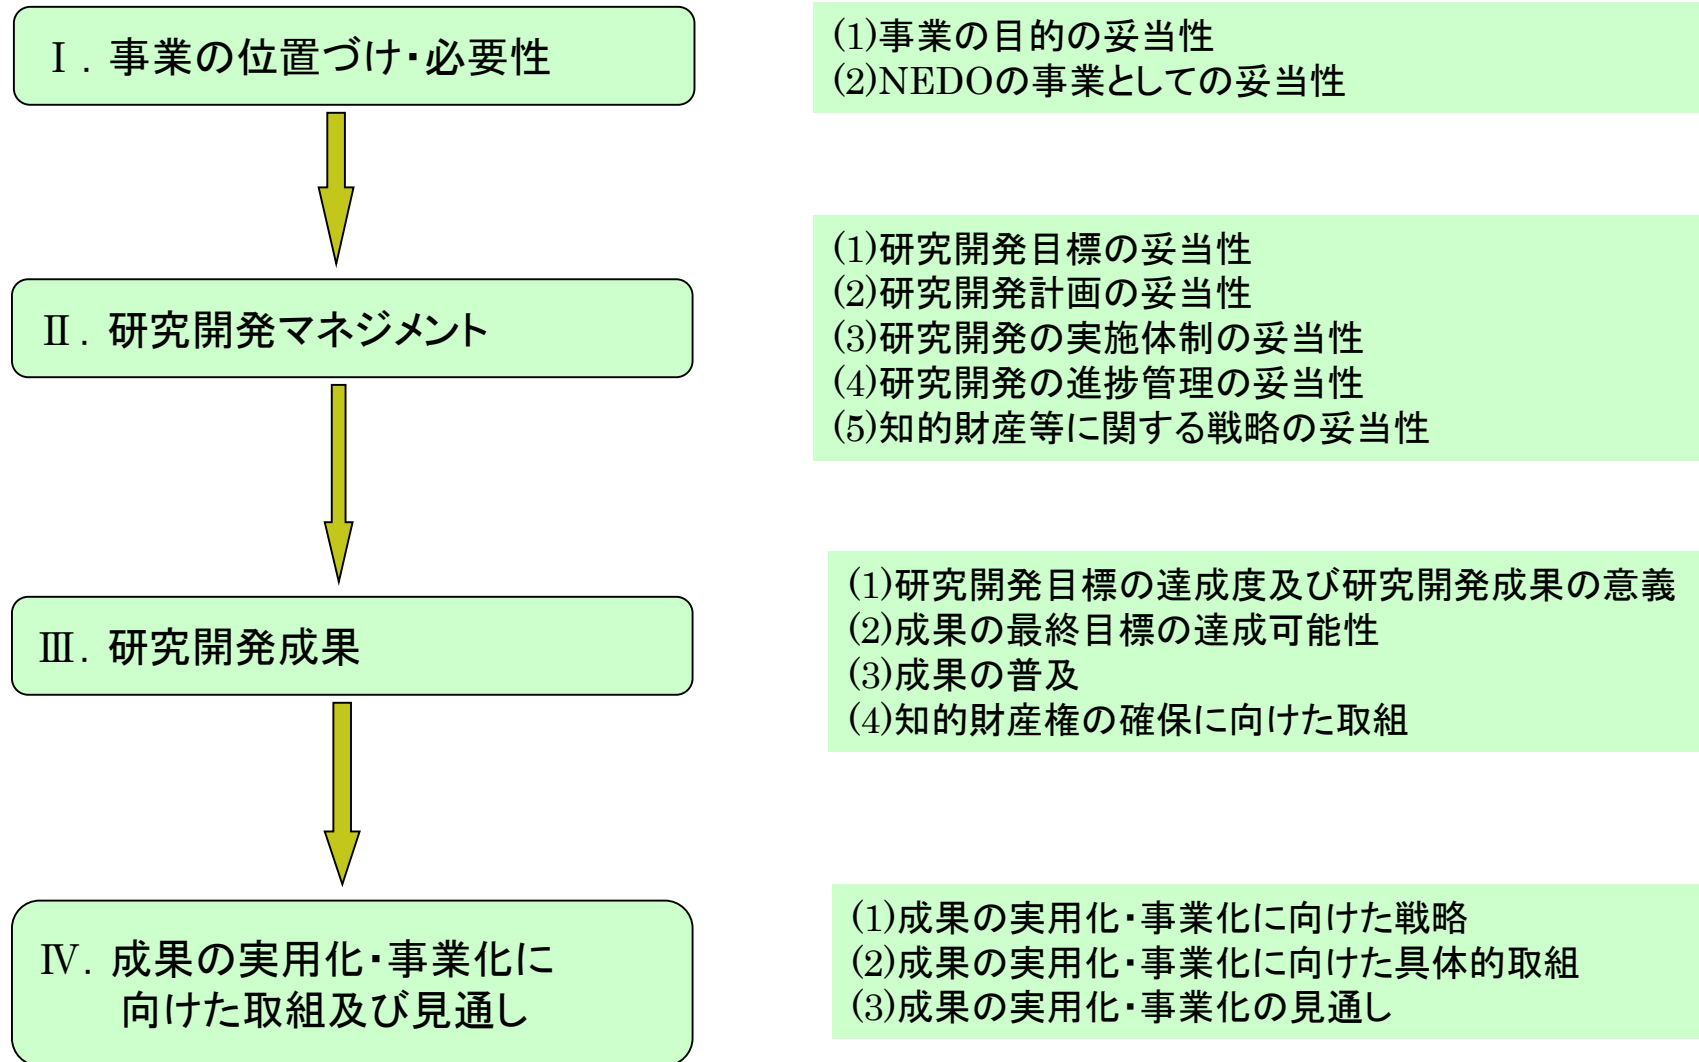 Ⅰ. 事業の位置づけ・必要性
(1)事業の目的の妥当性
(2)NEDOの事業としての妥当性
Ⅱ. 研究開発マネジメント
(1)研究開発目標の妥当性
(2)研究開発計画の妥当性
(3)研究開発の実施体制の妥当性
(4)研究開発の進捗管理の妥当性
(5)知的財産等に関する戦略の妥当性
Ⅲ. 研究開発成果
(1)研究開発目標の達成度及び研究開発成果の意義
(2)成果の最終目標の達成可能性
(3)成果の普及
(4)知的財産権の確保に向けた取組
Ⅳ. 成果の実用化・事業化に
向けた取組及び見通し
(1)成果の実用化・事業化に向けた戦略
(2)成果の実用化・事業化に向けた具体的取組
(3)成果の実用化・事業化の見通し